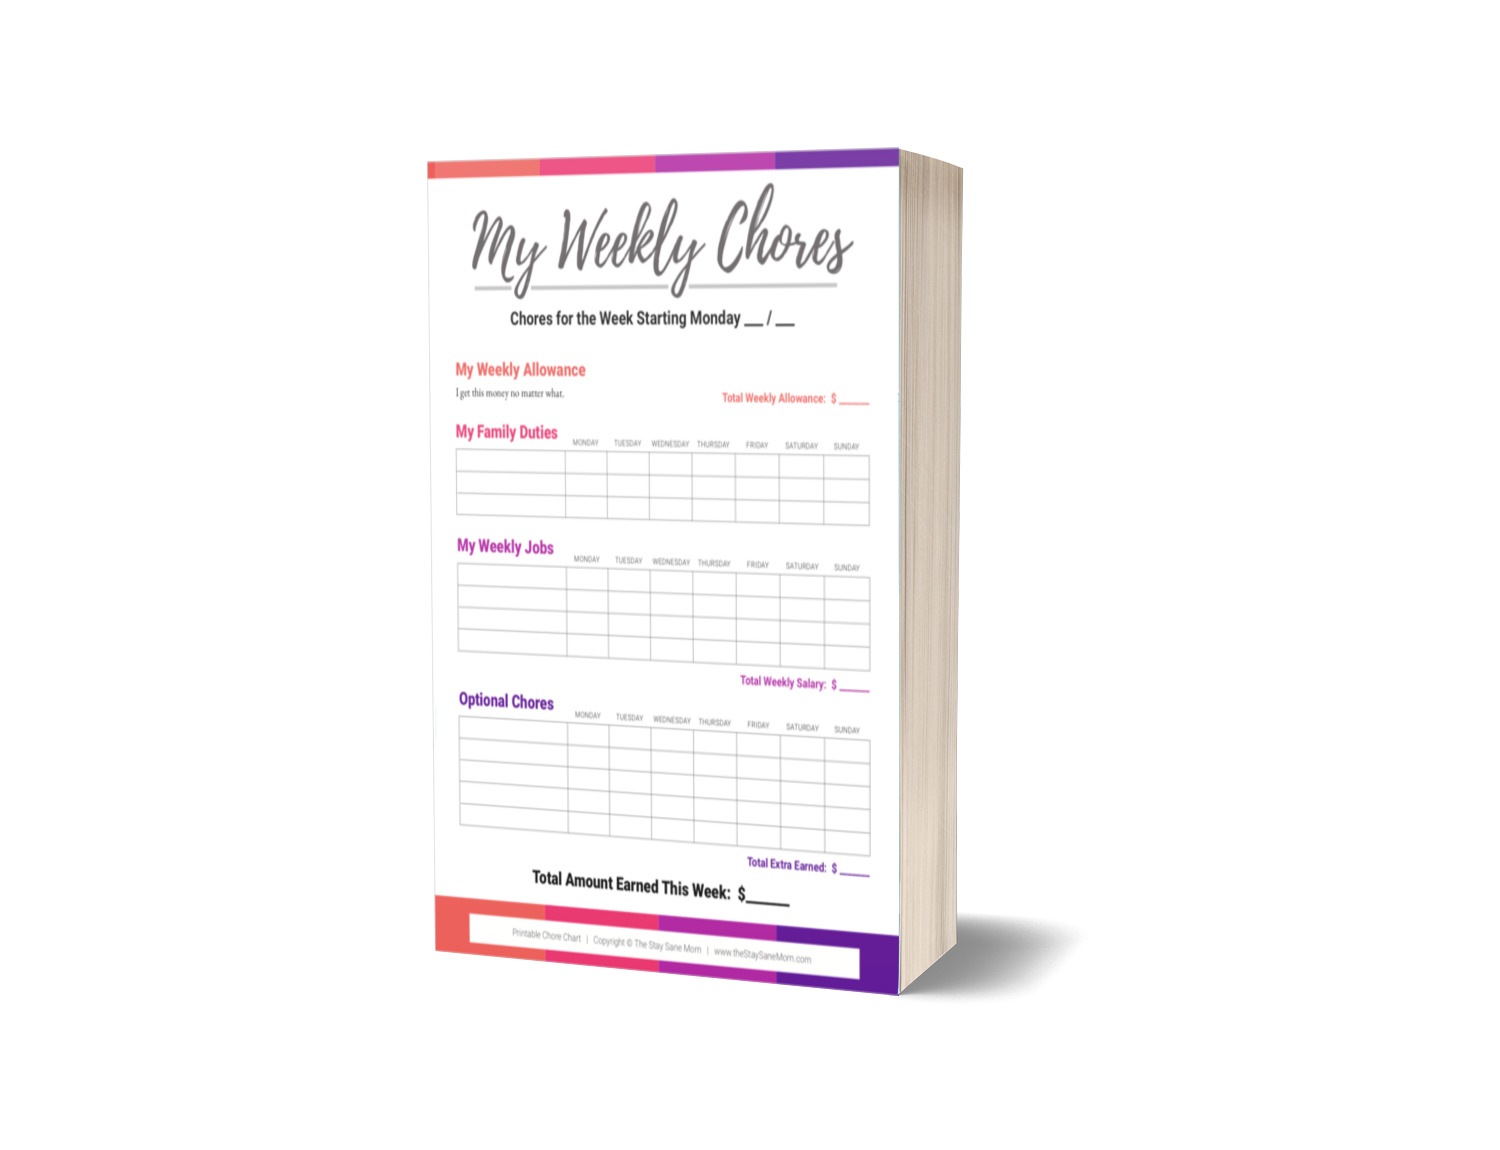 My Weekly Chores
Chores for the Week Starting Monday __ / __
My Weekly Allowance
I get this money no matter what.
Total Weekly Allowance: $ ____
My Family Duties
MONDAY TUESDAY WEDNESDAY THURSDAY FRIDAY SATURDAY SUNDAY
My Weekly Jobs
MONDAY TUESDAY WEDNESDAY THURSDAY FRIDAY SATURDAY SUNDAY
Total Weekly Salary: $ ____
Optional Chores
MONDAY TUESDAY WEDNESDAY THURSDAY FRIDAY SATURDAY SUNDAY
Total Extra Earned: $ ____
Total Amount Earned This Week: $____
Printable Chore Chart | Copyright © The Stay Sane Mom | www.theStaySaneMom.com